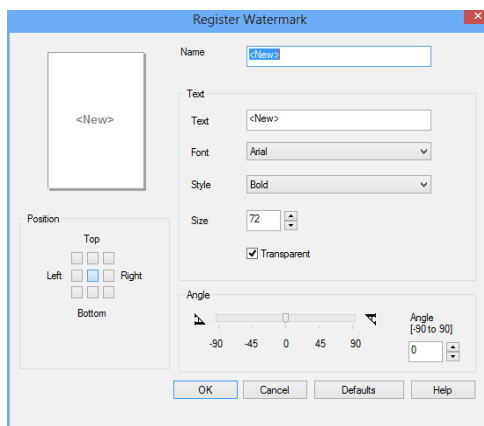 Register Watermark
<New>
Name
<New>
Text
Text
<New>
Font
Arial
Style
Bold
Size
72
Transparent
Position
Top
Left
Right
Bottom
Angle
A
A
-90 -45 0 45 90
Angle
[-90 to 90]
0
OK Cancel Defaults Help